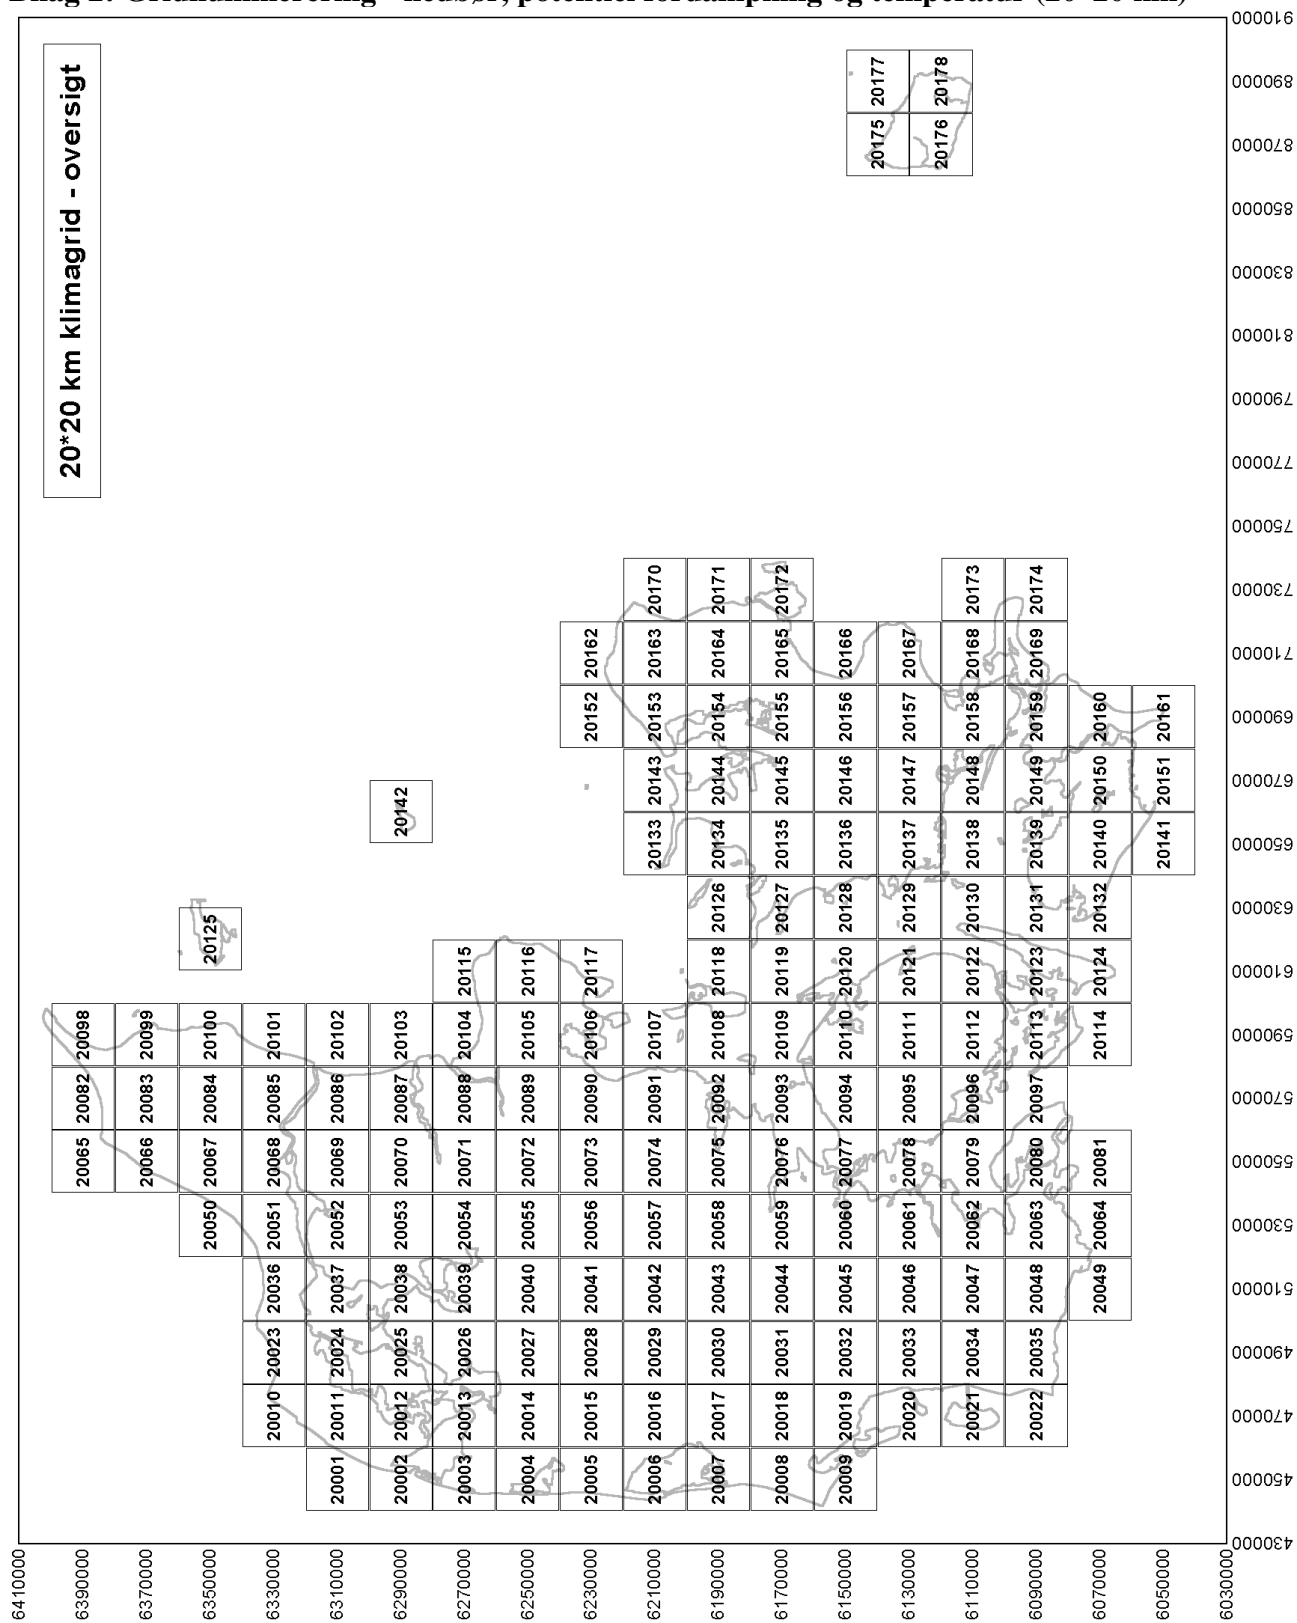 Bilag 2. Gridnummerering - nedbør, potentiel fordampning og temperatur (20*20 km)
6410000
20*20 km klimagrid - oversigt
6390000 20065 20082 20098
6370000 20066 20083 20099
6350000 20050 20067 20084 20100 20125
6330000 20010 20023 20036 20051 20068 20085 20101
6310000 20001 20011 20024 20037 20052 20069 20086 20102
6290000 20002 20012 20025 20038 20053 20070 20087 20103 20142
6270000 20003 20013 20026 20039 20054 20071 20088 20104 20115
6250000 20004 20014 20027 20040 20055 20072 20089 20105 20116
6230000 20005 20015 20028 20041 20056 20073 20090 20106 20117 20152 20162
6210000 20006 20016 20029 20042 20057 20074 20091 20107 20133 20143 20153 20163 20170
6190000 20007 20017 20030 20043 20058 20075 20092 20108 20118 20126 20134 20144 20154 20164 20171
6170000 20008 20018 20031 20044 20059 20076 20093 20109 20119 20127 20135 20145 20155 20165 20172
6150000 20009 20019 20032 20045 20060 20077 20094 20110 20120 20128 20136 20146 20156 20166
20175 20177
6130000 20020 20033 20046 20061 20078 20095 20111 20121 20129 20137 20147 20157 20167
20176 20178
6110000 20021 20034 20047 20062 20079 20096 20112 20122 20130 20138 20148 20158 20168 20173
6090000 20022 20035 20048 20063 20080 20097 20113 20123 20131 20139 20149 20159 20169 20174
6070000 20049 20064 20081 20114 20124 20132 20140 20150 20160
6050000 20141 20151 20161
6030000
430000 450000 470000 490000 510000 530000 550000 570000 590000 610000 630000 650000 670000 690000 710000 730000 750000 770000 790000 810000 830000 850000 870000 890000 910000